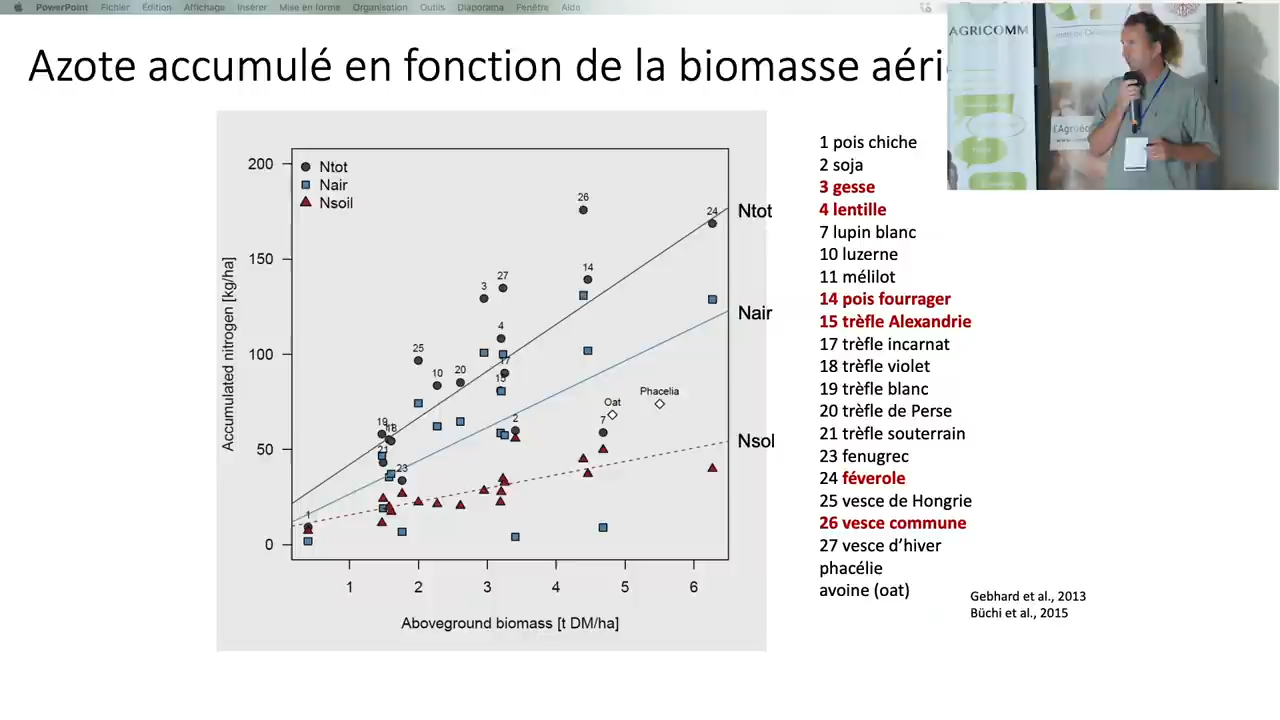 PowerPoint Fichier Édition Affichage Insérer Mise en forme Organisation Outils Diaporama Fenêtre Aide
Azote accumulé en fonction de la biomasse aéri
AGRICOMM
l'Agroéc
Ntot
Nair
Nsoil
Accumulated nitrogen [kg/ha]
200
150
100
50
0
1 2 3 4 5 6
Aboveground biomass [t DM/ha]
26
24
14
27
3
4
25
10
20
17
15
19
18
21
23
2
7
1
Oat
Phacelia
Ntot
Nair
Nsol
1 pois chiche
2 soja
3 gesse
4 lentille
7 lupin blanc
10 luzerne
11 mélilot
14 pois fourrager
15 trèfle Alexandrie
17 trèfle incarnat
18 trèfle violet
19 trèfle blanc
20 trèfle de Perse
21 trèfle souterrain
23 fenugrec
24 féverole
25 vesce de Hongrie
26 vesce commune
27 vesce d'hiver
phacélie
avoine (oat)
Gebhard et al., 2013
Büchi et al., 2015